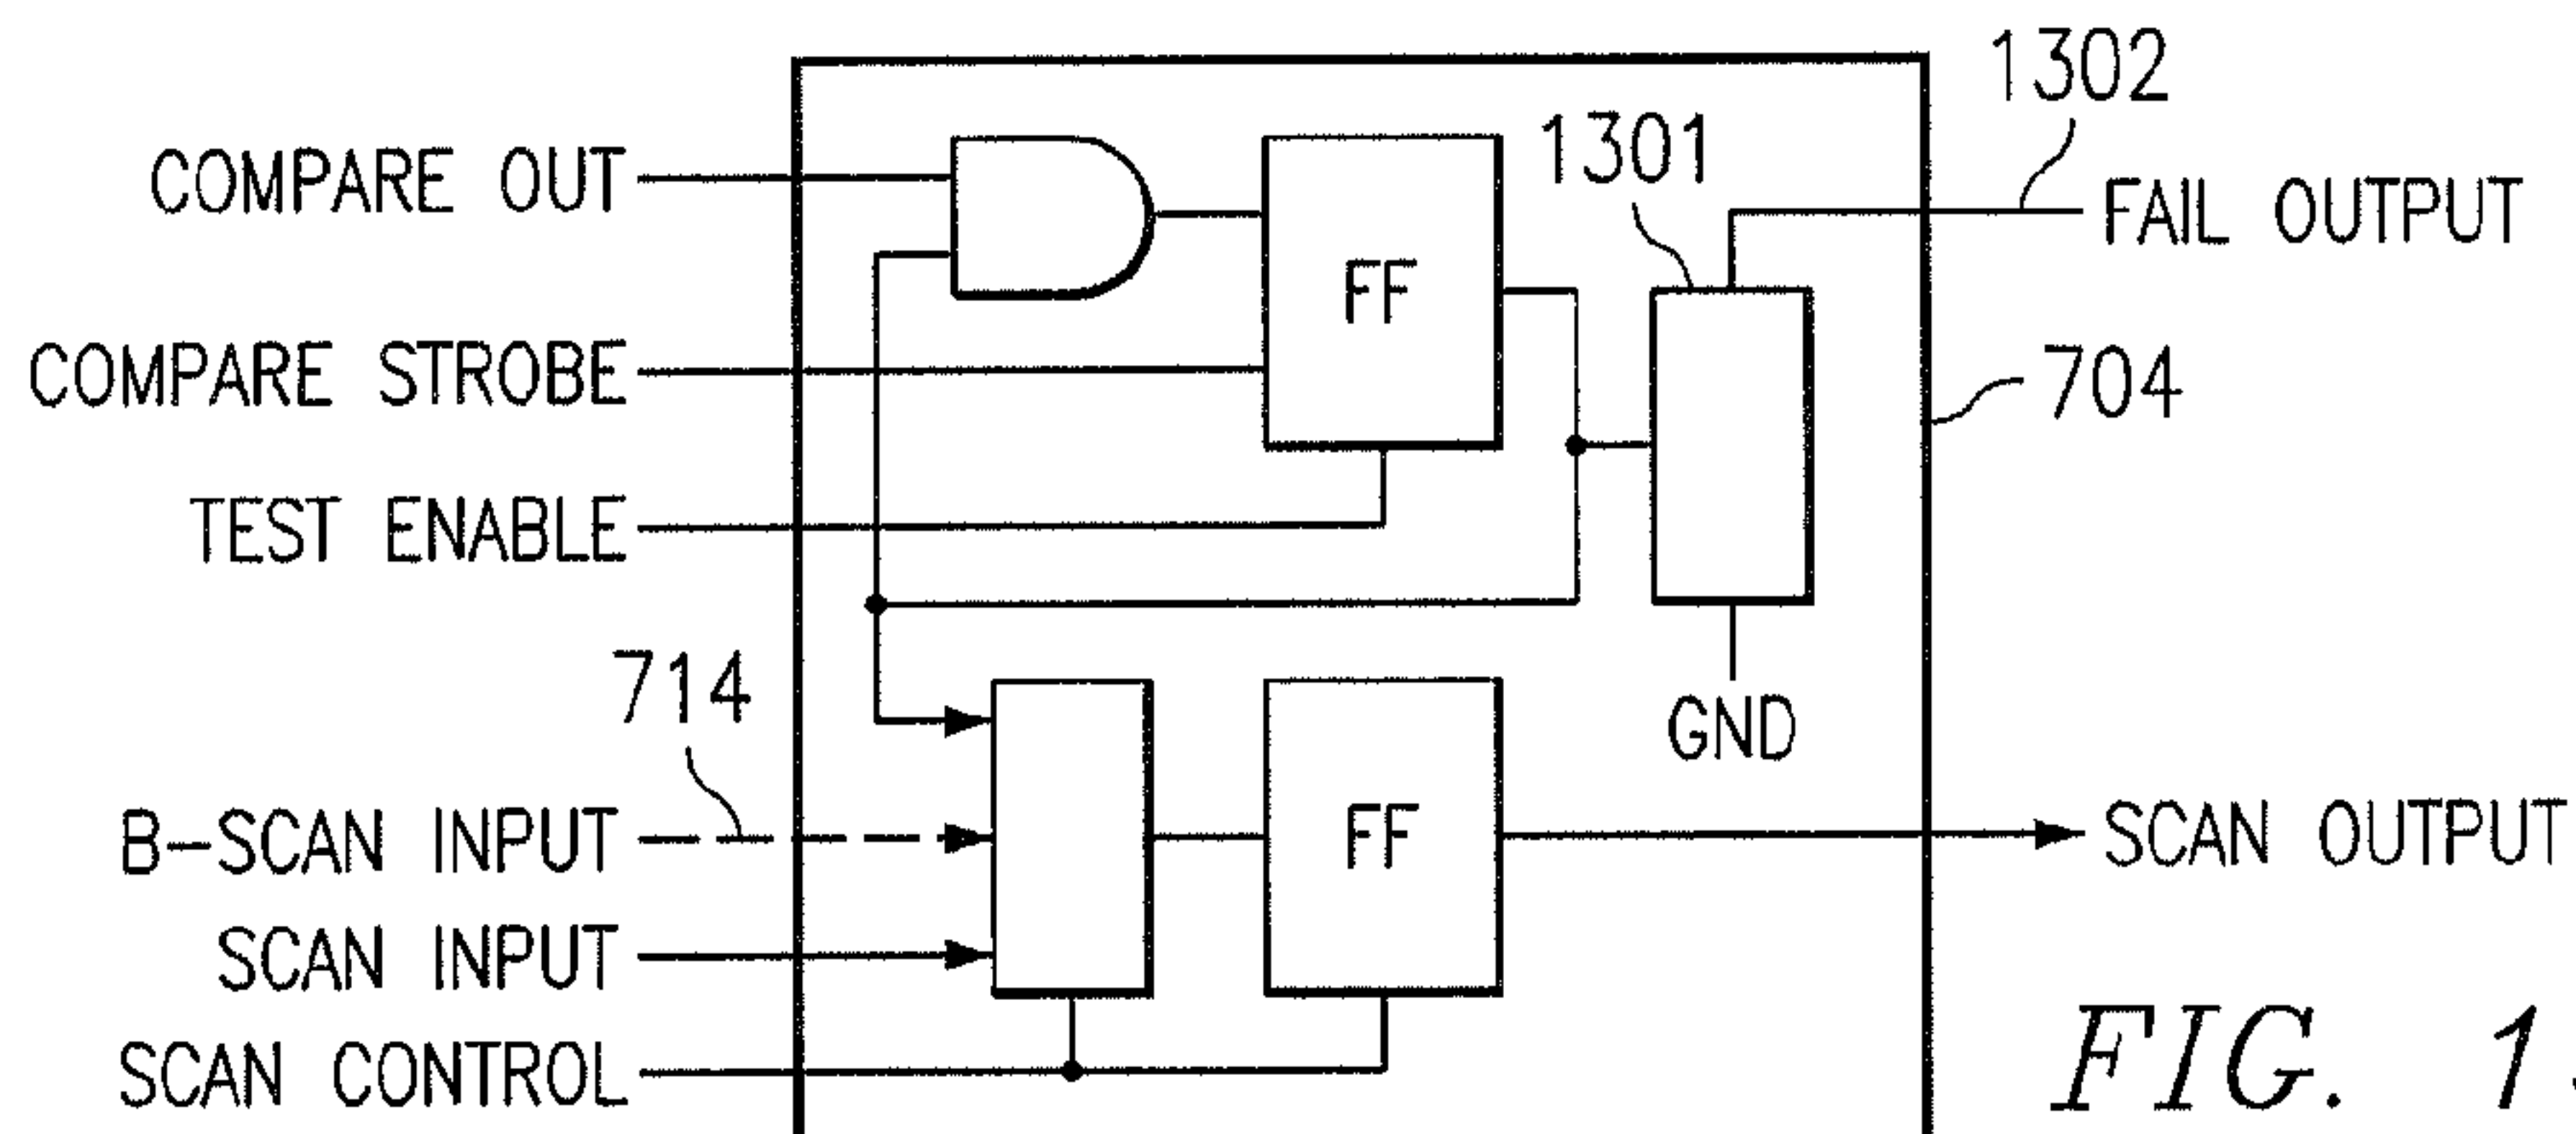 1302
COMPARE OUT
1301
FAIL OUTPUT
FF
COMPARE STROBE
704
TEST ENABLE
714
GND
B-SCAN INPUT
FF
SCAN OUTPUT
SCAN INPUT
SCAN CONTROL
FIG. 1